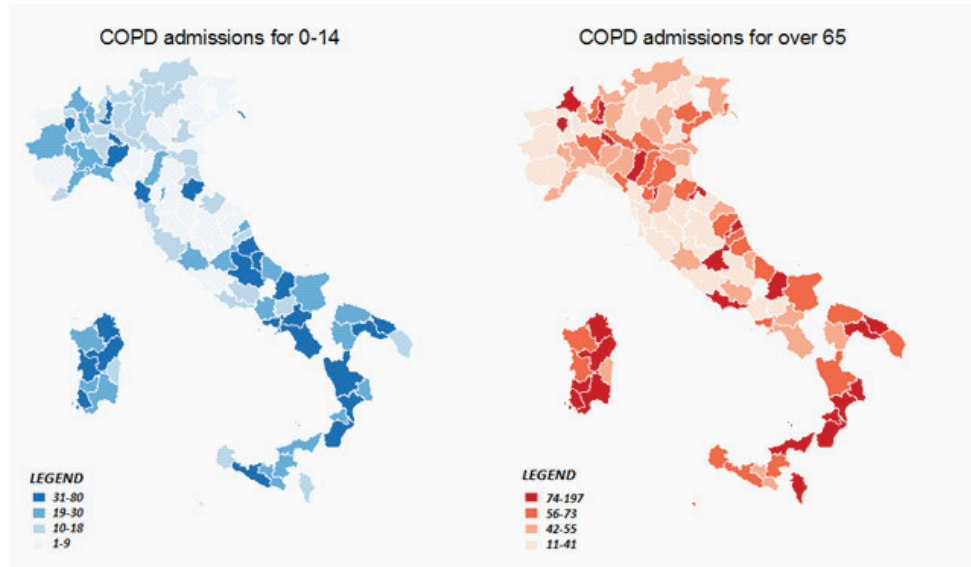 COPD admissions for 0-14
COPD admissions for over 65
LEGEND
31-80
19-30
10-18
1-9
LEGEND
74-197
56-73
42-55
11-41